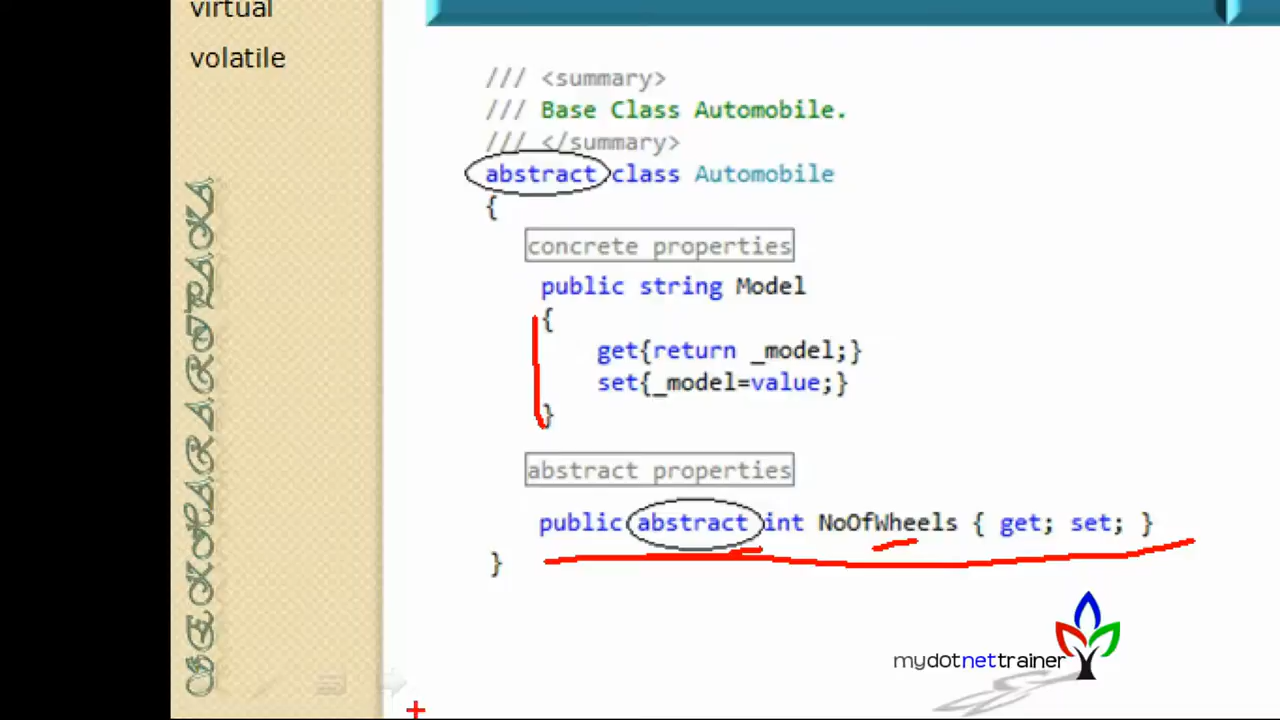 virtual
volatile
SEKHARARTPAKA
/// <summary>
/// Base Class Automobile.
/// </summary>
abstract class Automobile
{
concrete properties
public string Model
{
get{return _model;}
set{_model=value;}
}
abstract properties
public abstract int NoOfWheels { get; set; }
}
mydotnettrainer